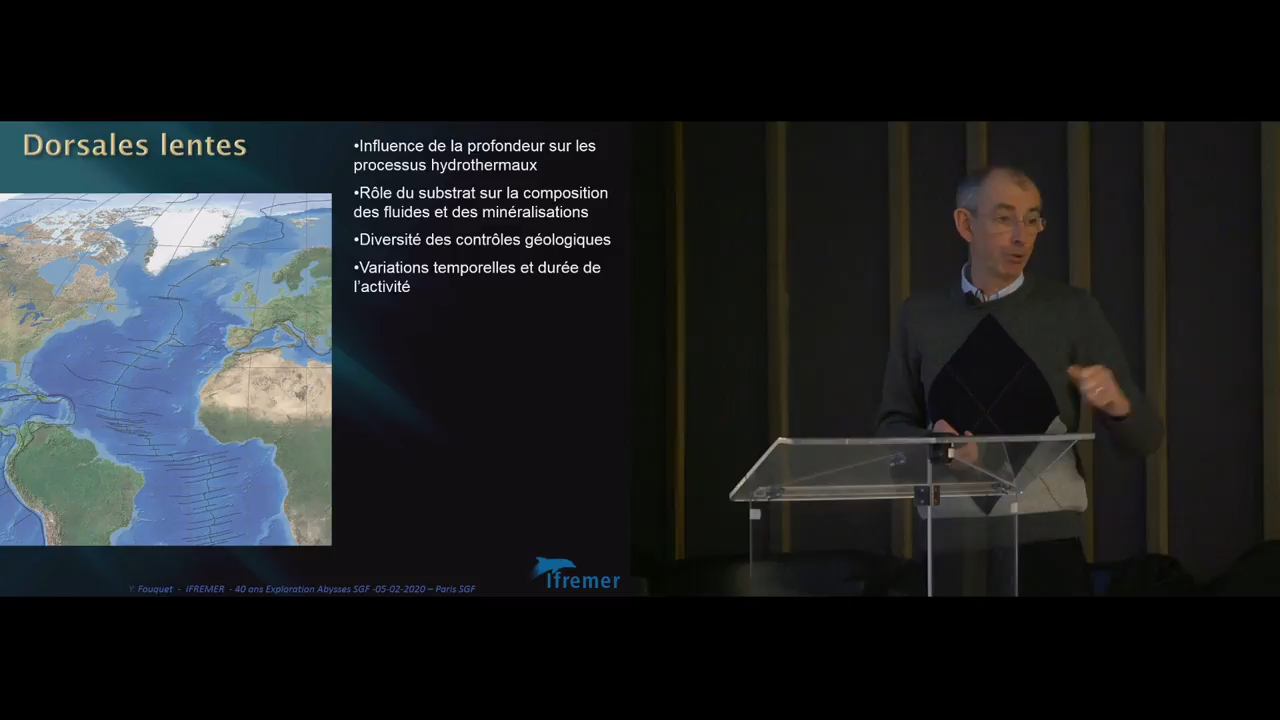 Dorsales lentes
•Influence de la profondeur sur les
processus hydrothermaux
•Rôle du substrat sur la composition
des fluides et des minéralisations
•Diversité des contrôles géologiques
•Variations temporelles et durée de
l'activité
Y. Fouquet - IFREMER - 40 ans Exploration Abysses SGF -05-02-2020 – Paris SGF
Ifremer